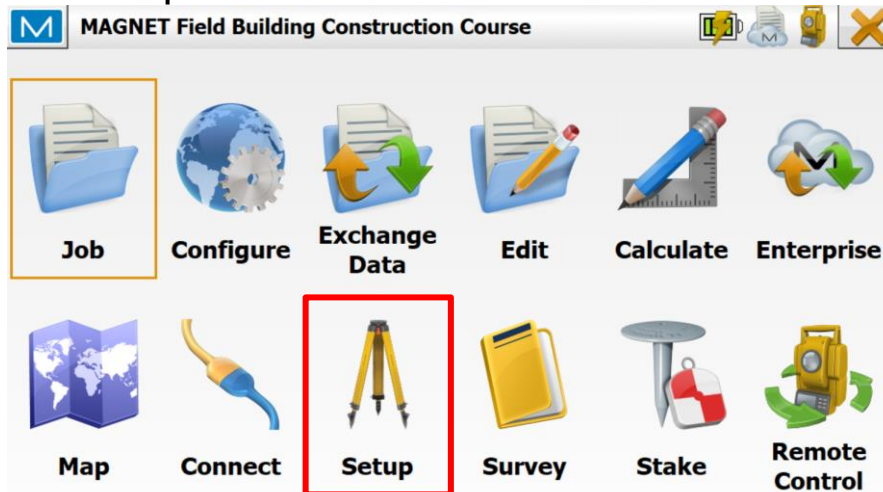 MAGNET Field Building Construction Course
Job
Configure
Exchange
Data
Edit
Calculate
Enterprise
Map
Connect
Setup
Survey
Stake
Remote
Control